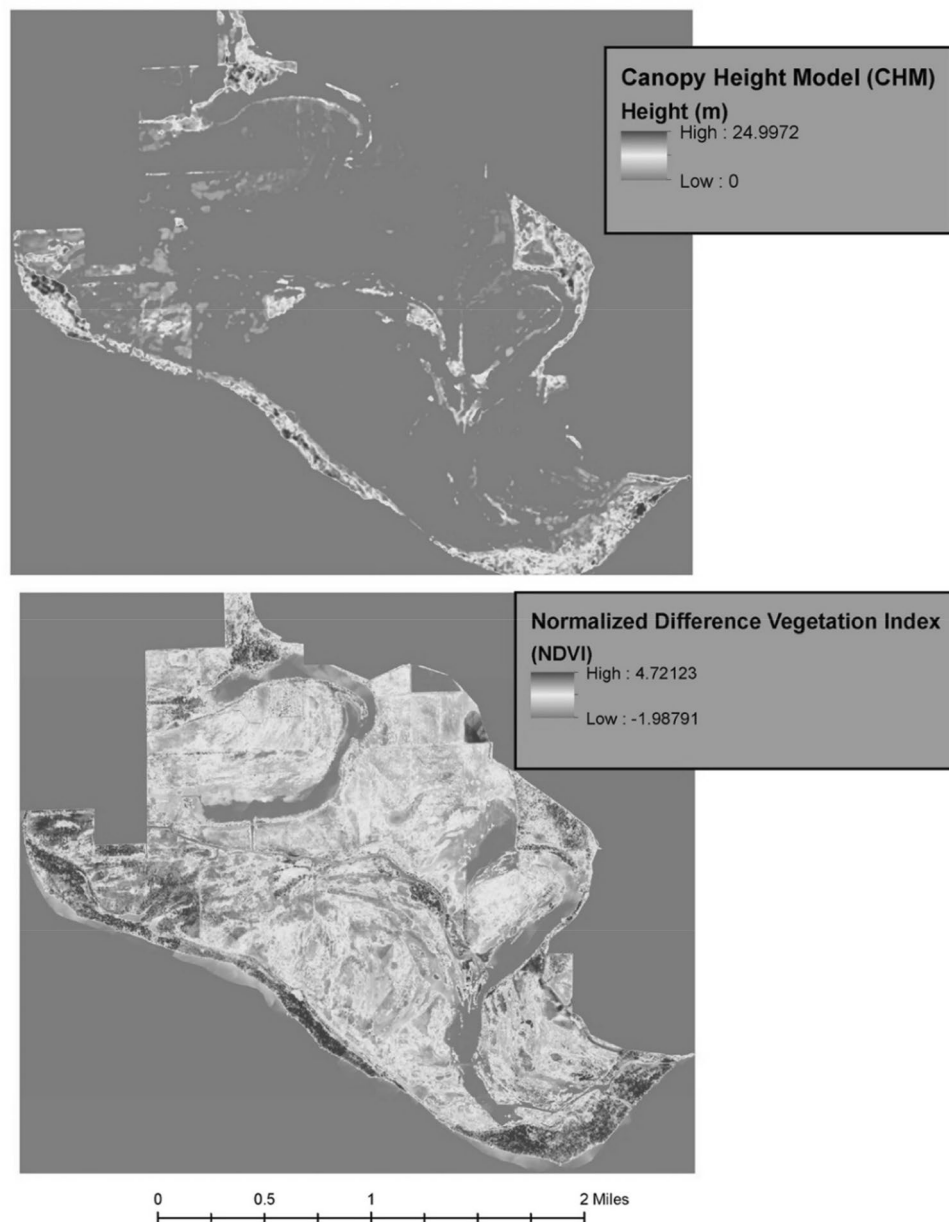 Canopy Height Model (CHM)
Height (m)
High : 24.9972
Low : 0
Normalized Difference Vegetation Index
(NDVI)
High : 4.72123
Low : -1.98791
0 0.5 1 2 Miles